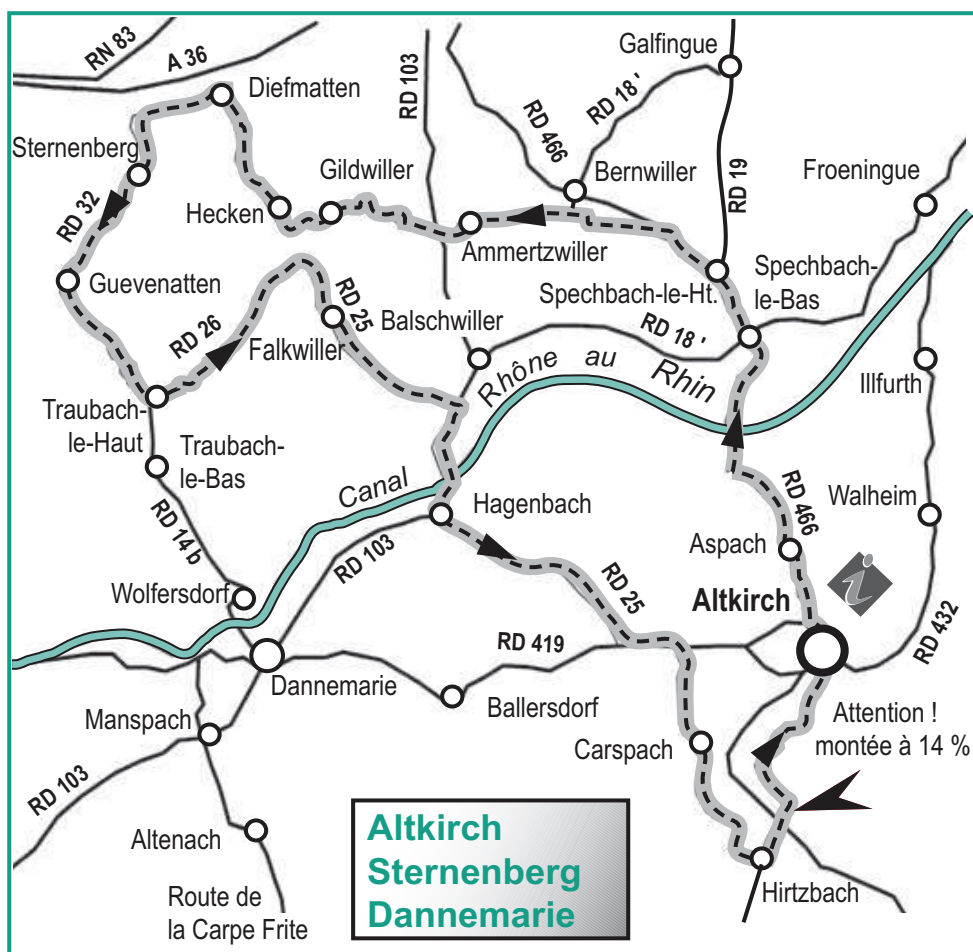 RN 83
A 36
Diefmatten
RD 103
Galfingue
RD 18 '
RD 466
Sternenberg
Gildwiller
Bernwiller
RD 19
Froeningue
RD 32
Hecken
Ammertzwiller
Guevenatten
RD 25
Spechbach-le-Ht.
Spechbach-
le-Bas
RD 26
Falkwiller
Balschwiller
RD 18 '
Rhône au Rhin
Illfurth
Traubach-
le-Haut
Traubach-
le-Bas
Canal
Hagenbach
RD 466
Walheim
RD 14 b
RD 103
Aspach
i
Wolfersdorf
RD 25
Altkirch
RD 432
RD 419
Dannemarie
Ballersdorf
Manspach
Carspach
Attention !
montée à 14 %
RD 103
Altenach
Altkirch
Sternenberg
Dannemarie
Hirtzbach
Route de
la Carpe Frite